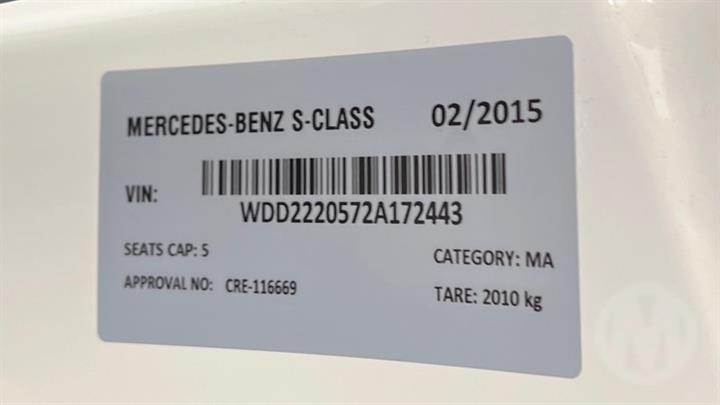 MERCEDES-BENZ S-CLASS 02/2015
VIN:
WDD2220572A172443
SEATS CAP: 5 CATEGORY: MA
APPROVAL NO: CRE-116669 TARE: 2010 kg
M